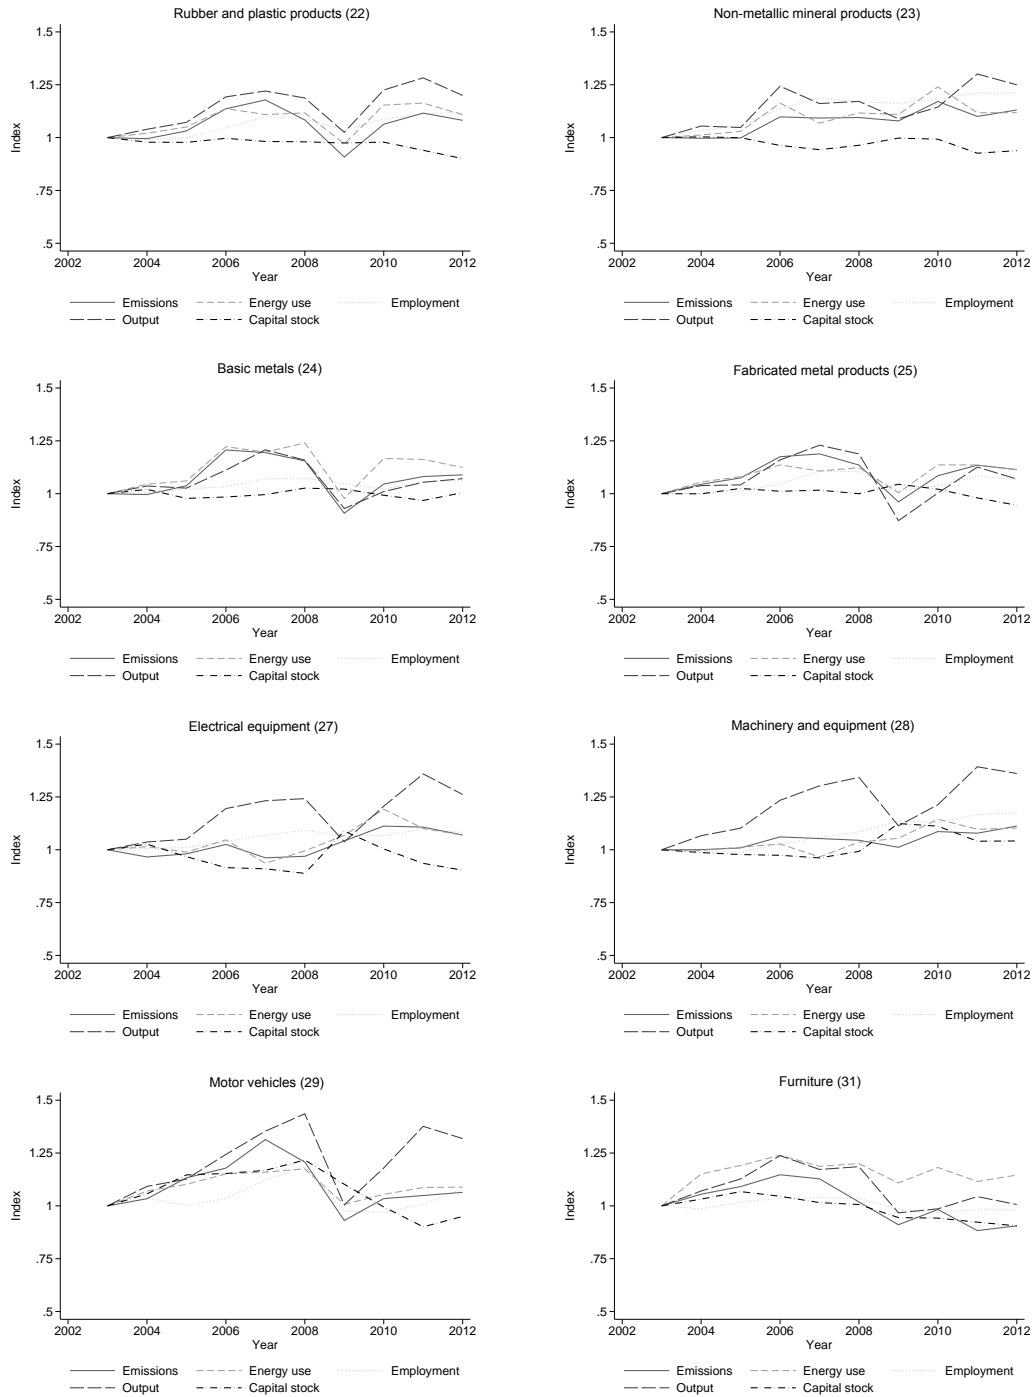 Rubber and plastic products (22)
1.5
1.25
1
.75
.5
Index
2002 2004 2006 2008 2010 2012
Year
Emissions Energy use Employment
Output Capital stock
Non-metallic mineral products (23)
1.5
1.25
1
.75
.5
Index
2002 2004 2006 2008 2010 2012
Year
Emissions Energy use Employment
Output Capital stock
Basic metals (24)
1.5
1.25
1
.75
.5
Index
2002 2004 2006 2008 2010 2012
Year
Emissions Energy use Employment
Output Capital stock
Fabricated metal products (25)
1.5
1.25
1
.75
.5
Index
2002 2004 2006 2008 2010 2012
Year
Emissions Energy use Employment
Output Capital stock
Electrical equipment (27)
1.5
1.25
1
.75
.5
Index
2002 2004 2006 2008 2010 2012
Year
Emissions Energy use Employment
Output Capital stock
Machinery and equipment (28)
1.5
1.25
1
.75
.5
Index
2002 2004 2006 2008 2010 2012
Year
Emissions Energy use Employment
Output Capital stock
Motor vehicles (29)
1.5
1.25
1
.75
.5
Index
2002 2004 2006 2008 2010 2012
Year
Emissions Energy use Employment
Output Capital stock
Furniture (31)
1.5
1.25
1
.75
.5
Index
2002 2004 2006 2008 2010 2012
Year
Emissions Energy use Employment
Output Capital stock